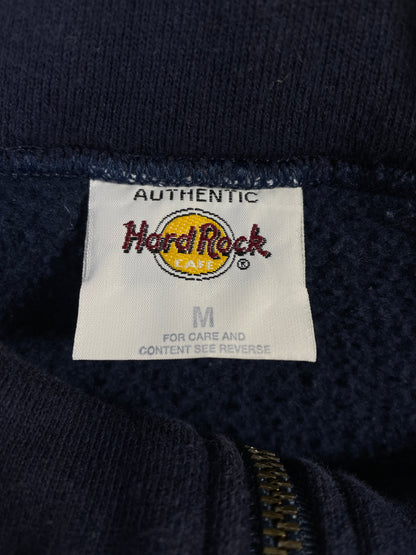 AUTHENTIC
Hard Rock
CAFE ®
M
FOR CARE AND
CONTENT SEE REVERSE